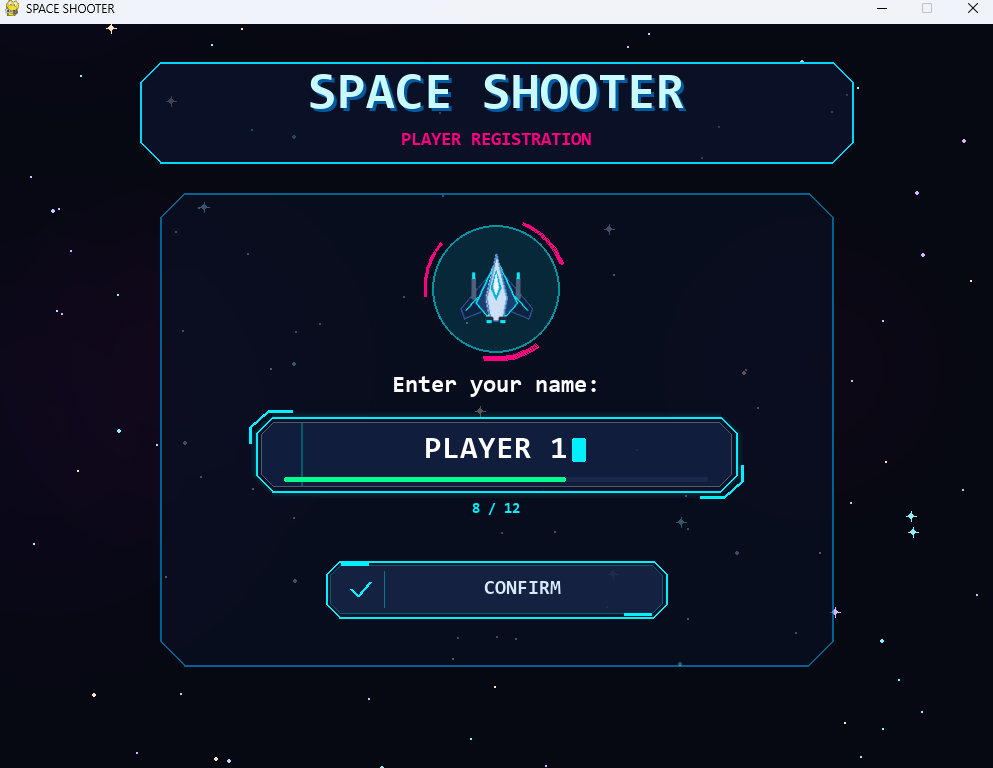 SPACE SHOOTER
SPACE SHOOTER
PLAYER REGISTRATION
Enter your name:
PLAYER 1
8 / 12
CONFIRM